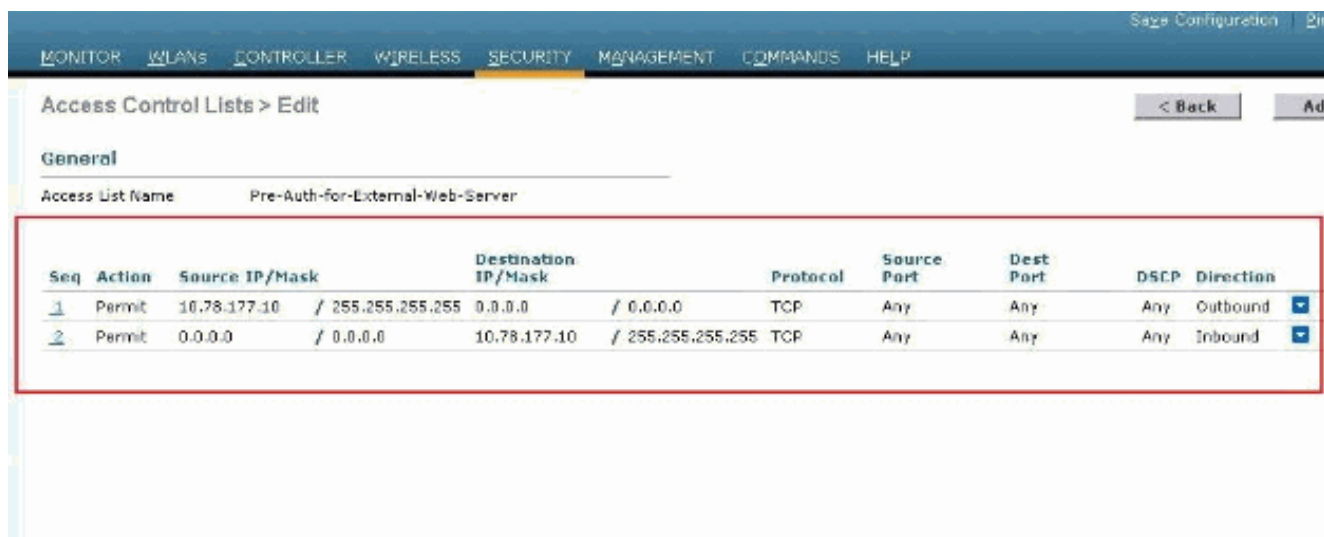 Save Configuration
MONITOR WLANs CONTROLLER WIRELESS SECURITY MANAGEMENT COMMANDS HELP
Access Control Lists > Edit
< Back
General
Access List Name Pre-Auth-for-External-Web-Server
Seq Action Source IP/Mask Destination IP/Mask Protocol Source Port Dest Port DSCP Direction
1 Permit 10.78.177.10 / 255.255.255.255 0.0.0.0 / 0.0.0.0 TCP Any Any Any Outbound
2 Permit 0.0.0.0 / 0.0.0.0 10.78.177.10 / 255.255.255.255 TCP Any Any Any Inbound